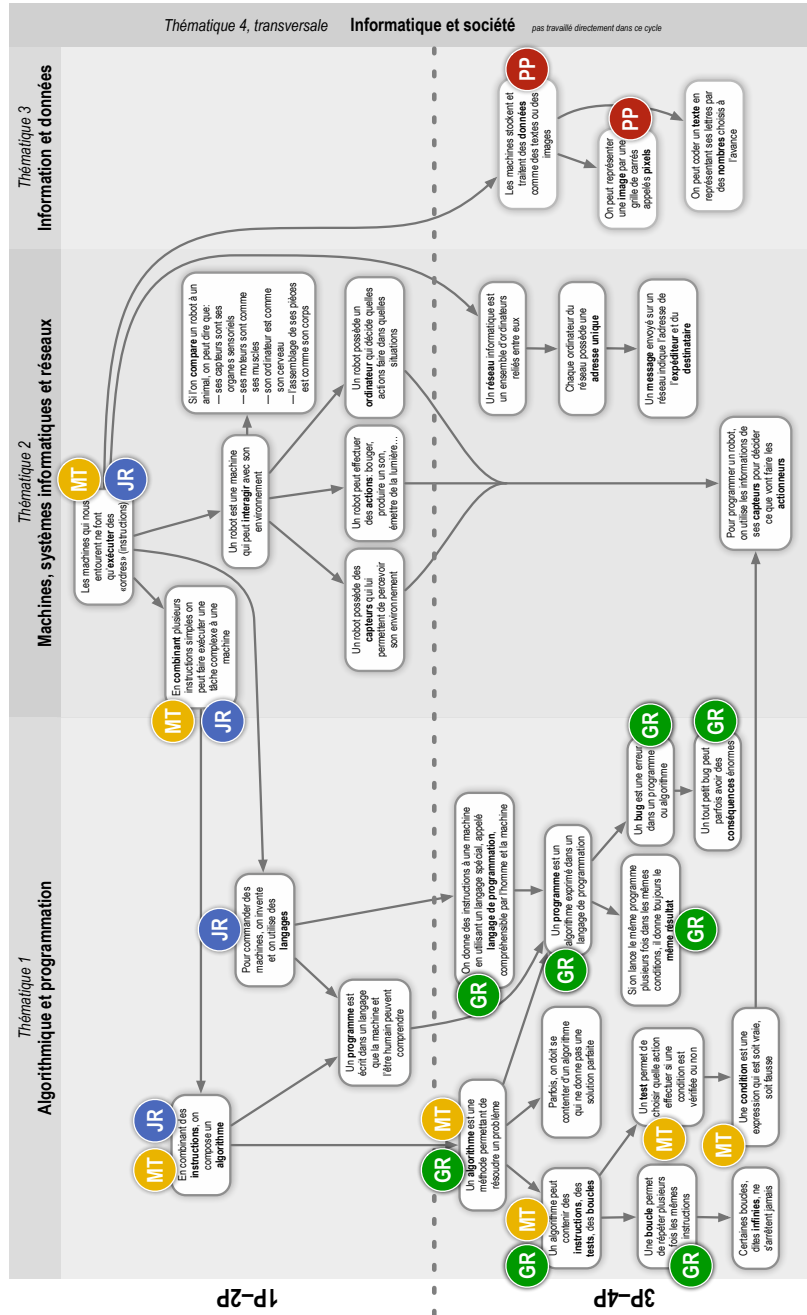 Thématique 1
Algorithmique et programmation
Thématique 2
Machines, systèmes informatiques et réseaux
Thématique 3
Information et données
Thématique 4, transversale
Informatique et société
pas travaillé directement dans ce cycle
1P–2P
MT
JR
Les machines qui nous
entourent ne font
qu'exécuter des
«ordres» (instructions)
MT
JR
En combinant plusieurs
instructions simples on
peut faire exécuter une
tâche complexe à une
machine
MT
JR
En combinant des
instructions, on
compose un
algorithme
JR
Pour commander des
machines, on invente
et on utilise des
langages
Un programme est
écrit dans un langage
que la machine et
l'être humain peuvent
comprendre
Un robot est une machine
qui peut interagir avec son
environnement
Si l'on compare un robot à un
animal, on peut dire que:
— ses capteurs sont ses
organes sensoriels
— ses moteurs sont comme
ses muscles
— son ordinateur est comme
son cerveau
— l'assemblage de ses pièces
est comme son corps
Un robot possède des
capteurs qui lui
permettent de percevoir
son environnement
Un robot peut effectuer
des actions: bouger,
produire un son,
émettre de la lumière…
Un robot possède un
ordinateur qui décide quelles
actions faire dans quelles
situations
3P–4P
GR
MT
Un algorithme est une
méthode permettant de
résoudre un problème
GR
On donne des instructions à une machine
en utilisant un langage spécial, appelé
langage de programmation,
compréhensible par l'homme et la machine
GR
MT
Un algorithme peut
contenir des
instructions, des
tests, des boucles
Parfois, on doit se
contenter d'un algorithme
qui ne donne pas une
solution parfaite
GR
Un programme est un
algorithme exprimé dans un
langage de programmation
Une boucle permet
de répéter plusieurs
fois les mêmes
instructions
GR
Un test permet de
choisir quelle action
effectuer si une
condition est
vérifiée ou non
MT
Si on lance le même programme
plusieurs fois dans les mêmes
conditions, il donne toujours le
même résultat
GR
GR
Un bug est une erreur
dans un programme
ou algorithme
Certaines boucles,
dites infinies, ne
s'arrêtent jamais
MT
Une condition est une
expression qui est soit vraie,
soit fausse
GR
Un tout petit bug peut
parfois avoir des
conséquences énormes
Un réseau informatique est
un ensemble d'ordinateurs
reliés entre eux
Chaque ordinateur du
réseau possède une
adresse unique
Un message envoyé sur un
réseau indique l'adresse de
l'expéditeur et du
destinataire
Pour programmer un robot,
on utilise les informations de
ses capteurs pour décider
ce que vont faire les
actionneurs
PP
Les machines stockent et
traitent des données
comme des textes ou des
images
PP
On peut représenter
une image par une
grille de carrés
appelés pixels
On peut coder un texte en
représentant ses lettres par
des nombres choisis à
l'avance